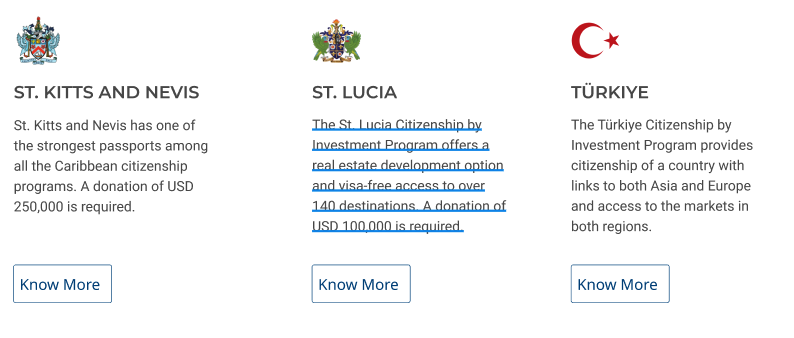 ST. KITTS AND NEVIS
St. Kitts and Nevis has one of
the strongest passports among
all the Caribbean citizenship
programs. A donation of USD
250,000 is required.
Know More
ST. LUCIA
The St. Lucia Citizenship by
Investment Program offers a
real estate development option
and visa-free access to over
140 destinations. A donation of
USD 100,000 is required.
Know More
TÜRKIYE
The Türkiye Citizenship by
Investment Program provides
citizenship of a country with
links to both Asia and Europe
and access to the markets in
both regions.
Know More